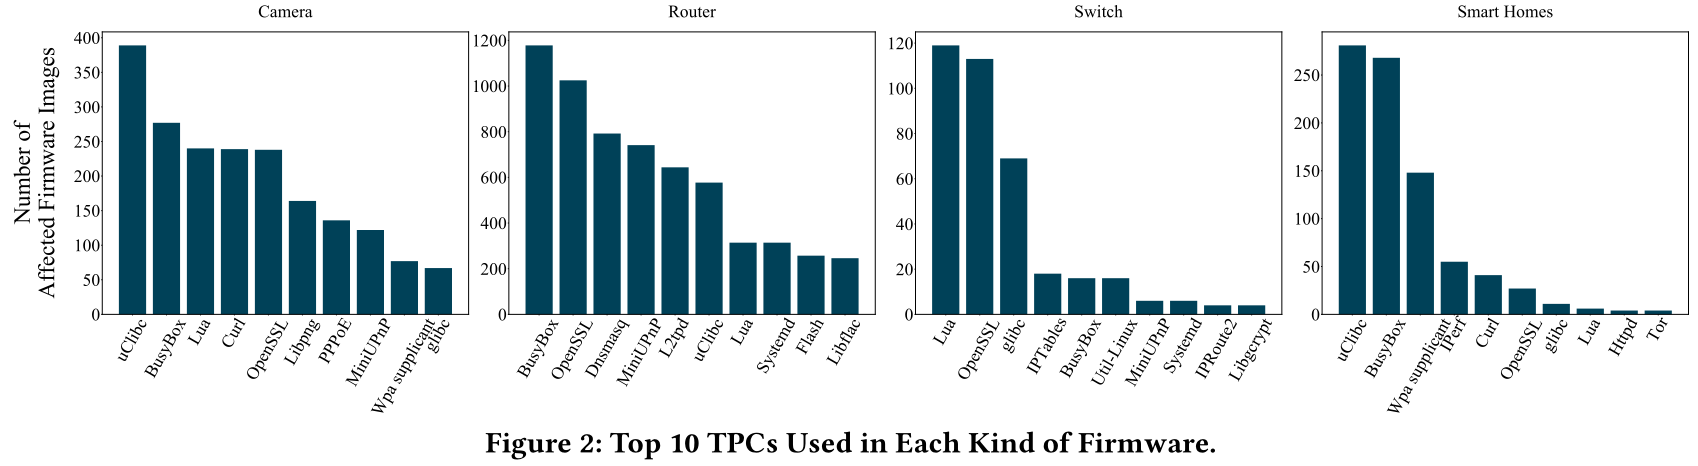 Camera
Router
Switch
Smart Homes
Number of
Affected Firmware Images
400
350
300
250
200
150
100
50
0
uClibc
BusyBox
Lua
Curl
OpenSSL
Libpng
PPPoE
MiniUPnP
Wpa supplicant
glibc
1200
1000
800
600
400
200
0
BusyBox
OpenSSL
Dnsmasq
MiniUPnP
L2tpd
uClibc
Lua
Systemd
Flash
Libflac
120
100
80
60
40
20
0
Lua
OpenSSL
glibc
IPTables
BusyBox
Util-Linux
MiniUPnP
Systemd
IPRoute2
Libgcrypt
250
200
150
100
50
0
uClibc
BusyBox
Wpa supplicant
IPerf
Curl
OpenSSL
glibc
Lua
Httpd
Tor
Figure 2: Top 10 TPCs Used in Each Kind of Firmware.